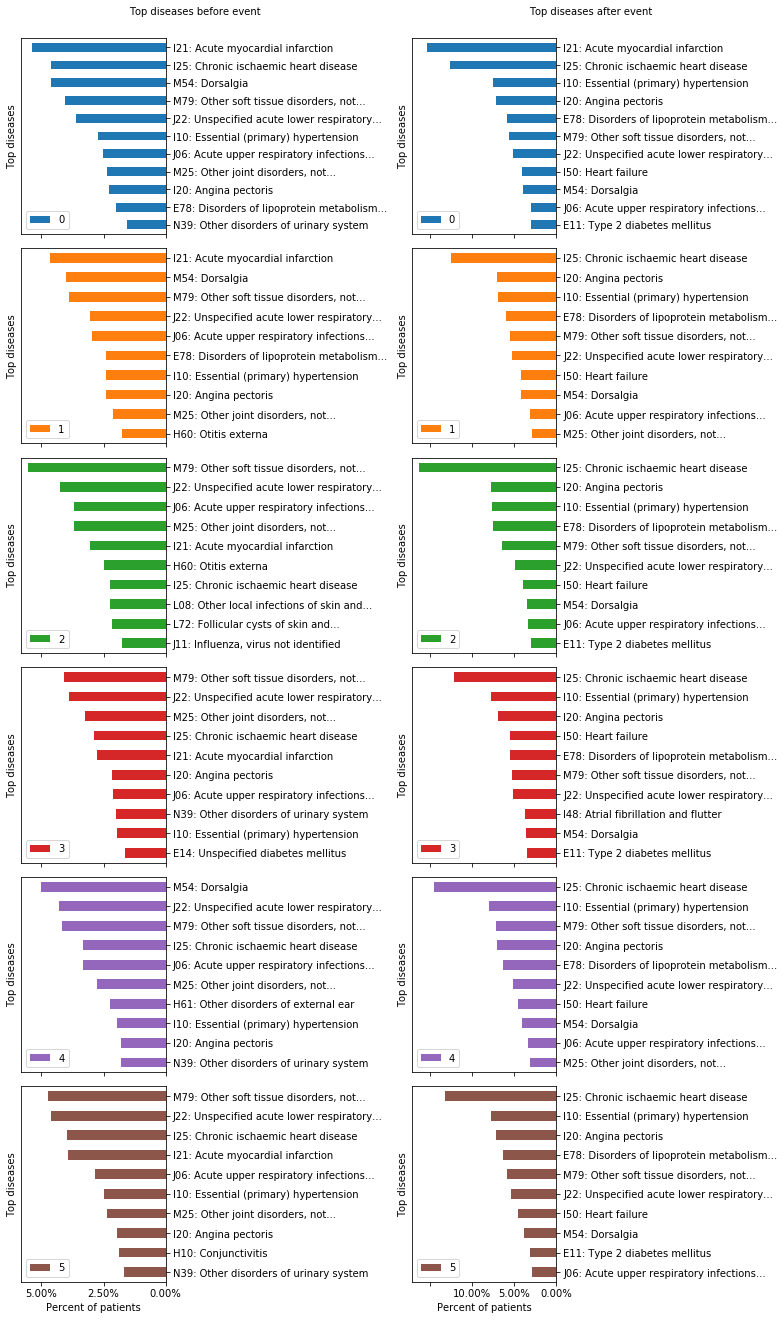 Top diseases before event
Top diseases
I21: Acute myocardial infarction
I25: Chronic ischaemic heart disease
M54: Dorsalgia
M79: Other soft tissue disorders, not...
J22: Unspecified acute lower respiratory...
I10: Essential (primary) hypertension
J06: Acute upper respiratory infections...
M25: Other joint disorders, not...
I20: Angina pectoris
E78: Disorders of lipoprotein metabolism...
N39: Other disorders of urinary system
0
Top diseases
I21: Acute myocardial infarction
M54: Dorsalgia
M79: Other soft tissue disorders, not...
J22: Unspecified acute lower respiratory...
J06: Acute upper respiratory infections...
E78: Disorders of lipoprotein metabolism...
I10: Essential (primary) hypertension
I20: Angina pectoris
M25: Other joint disorders, not...
H60: Otitis externa
1
Top diseases
M79: Other soft tissue disorders, not...
J22: Unspecified acute lower respiratory...
J06: Acute upper respiratory infections...
M25: Other joint disorders, not...
I21: Acute myocardial infarction
H60: Otitis externa
I25: Chronic ischaemic heart disease
L08: Other local infections of skin and...
L72: Follicular cysts of skin and...
J11: Influenza, virus not identified
2
Top diseases
M79: Other soft tissue disorders, not...
J22: Unspecified acute lower respiratory...
M25: Other joint disorders, not...
I25: Chronic ischaemic heart disease
I21: Acute myocardial infarction
I20: Angina pectoris
J06: Acute upper respiratory infections...
N39: Other disorders of urinary system
I10: Essential (primary) hypertension
E14: Unspecified diabetes mellitus
3
Top diseases
M54: Dorsalgia
J22: Unspecified acute lower respiratory...
M79: Other soft tissue disorders, not...
I25: Chronic ischaemic heart disease
J06: Acute upper respiratory infections...
M25: Other joint disorders, not...
H61: Other disorders of external ear
I10: Essential (primary) hypertension
I20: Angina pectoris
N39: Other disorders of urinary system
4
Top diseases
M79: Other soft tissue disorders, not...
J22: Unspecified acute lower respiratory...
I25: Chronic ischaemic heart disease
I21: Acute myocardial infarction
J06: Acute upper respiratory infections...
I10: Essential (primary) hypertension
M25: Other joint disorders, not...
I20: Angina pectoris
H10: Conjunctivitis
N39: Other disorders of urinary system
5
5.00% 2.50% 0.00%
Percent of patients
Top diseases after event
Top diseases
I21: Acute myocardial infarction
I25: Chronic ischaemic heart disease
I10: Essential (primary) hypertension
I20: Angina pectoris
E78: Disorders of lipoprotein metabolism...
M79: Other soft tissue disorders, not...
J22: Unspecified acute lower respiratory...
I50: Heart failure
M54: Dorsalgia
J06: Acute upper respiratory infections...
E11: Type 2 diabetes mellitus
0
Top diseases
I25: Chronic ischaemic heart disease
I20: Angina pectoris
I10: Essential (primary) hypertension
E78: Disorders of lipoprotein metabolism...
M79: Other soft tissue disorders, not...
J22: Unspecified acute lower respiratory...
I50: Heart failure
M54: Dorsalgia
J06: Acute upper respiratory infections...
M25: Other joint disorders, not...
1
Top diseases
I25: Chronic ischaemic heart disease
I20: Angina pectoris
I10: Essential (primary) hypertension
E78: Disorders of lipoprotein metabolism...
M79: Other soft tissue disorders, not...
J22: Unspecified acute lower respiratory...
I50: Heart failure
M54: Dorsalgia
J06: Acute upper respiratory infections...
E11: Type 2 diabetes mellitus
2
Top diseases
I25: Chronic ischaemic heart disease
I10: Essential (primary) hypertension
I20: Angina pectoris
I50: Heart failure
E78: Disorders of lipoprotein metabolism...
M79: Other soft tissue disorders, not...
J22: Unspecified acute lower respiratory...
I48: Atrial fibrillation and flutter
M54: Dorsalgia
E11: Type 2 diabetes mellitus
3
Top diseases
I25: Chronic ischaemic heart disease
I10: Essential (primary) hypertension
M79: Other soft tissue disorders, not...
I20: Angina pectoris
E78: Disorders of lipoprotein metabolism...
J22: Unspecified acute lower respiratory...
I50: Heart failure
M54: Dorsalgia
J06: Acute upper respiratory infections...
M25: Other joint disorders, not...
4
Top diseases
I25: Chronic ischaemic heart disease
I10: Essential (primary) hypertension
I20: Angina pectoris
E78: Disorders of lipoprotein metabolism...
M79: Other soft tissue disorders, not...
J22: Unspecified acute lower respiratory...
I50: Heart failure
M54: Dorsalgia
E11: Type 2 diabetes mellitus
J06: Acute upper respiratory infections...
5
10.00% 5.00% 0.00%
Percent of patients